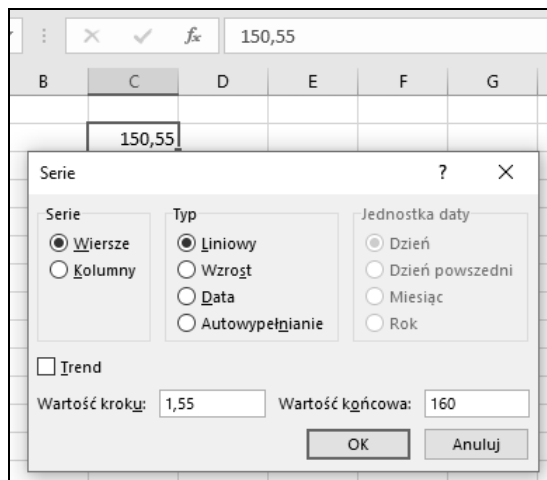 fx 150,55
B C D E F G
150,55
Serie ? ×
Serie Typ Jednostka daty
Wiersze Liniowy Dzień
Kolumny Wzrost Dzień powszedni
Data Miesiąc
Autowypełnianie Rok
Trend
Wartość kroku: 1,55 Wartość końcowa: 160
OK Anuluj